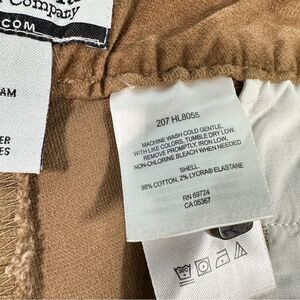 Company
.COM
AM
ER
ES
207 HL8055
MACHINE WASH COLD GENTLE,
WITH LIKE COLORS, TUMBLE DRY LOW,
REMOVE PROMPTLY, IRON LOW,
NON-CHLORINE BLEACH WHEN NEEDED
SHELL:
98% COTTON, 2% LYCRA® ELASTANE
RN 69724
CA 05367